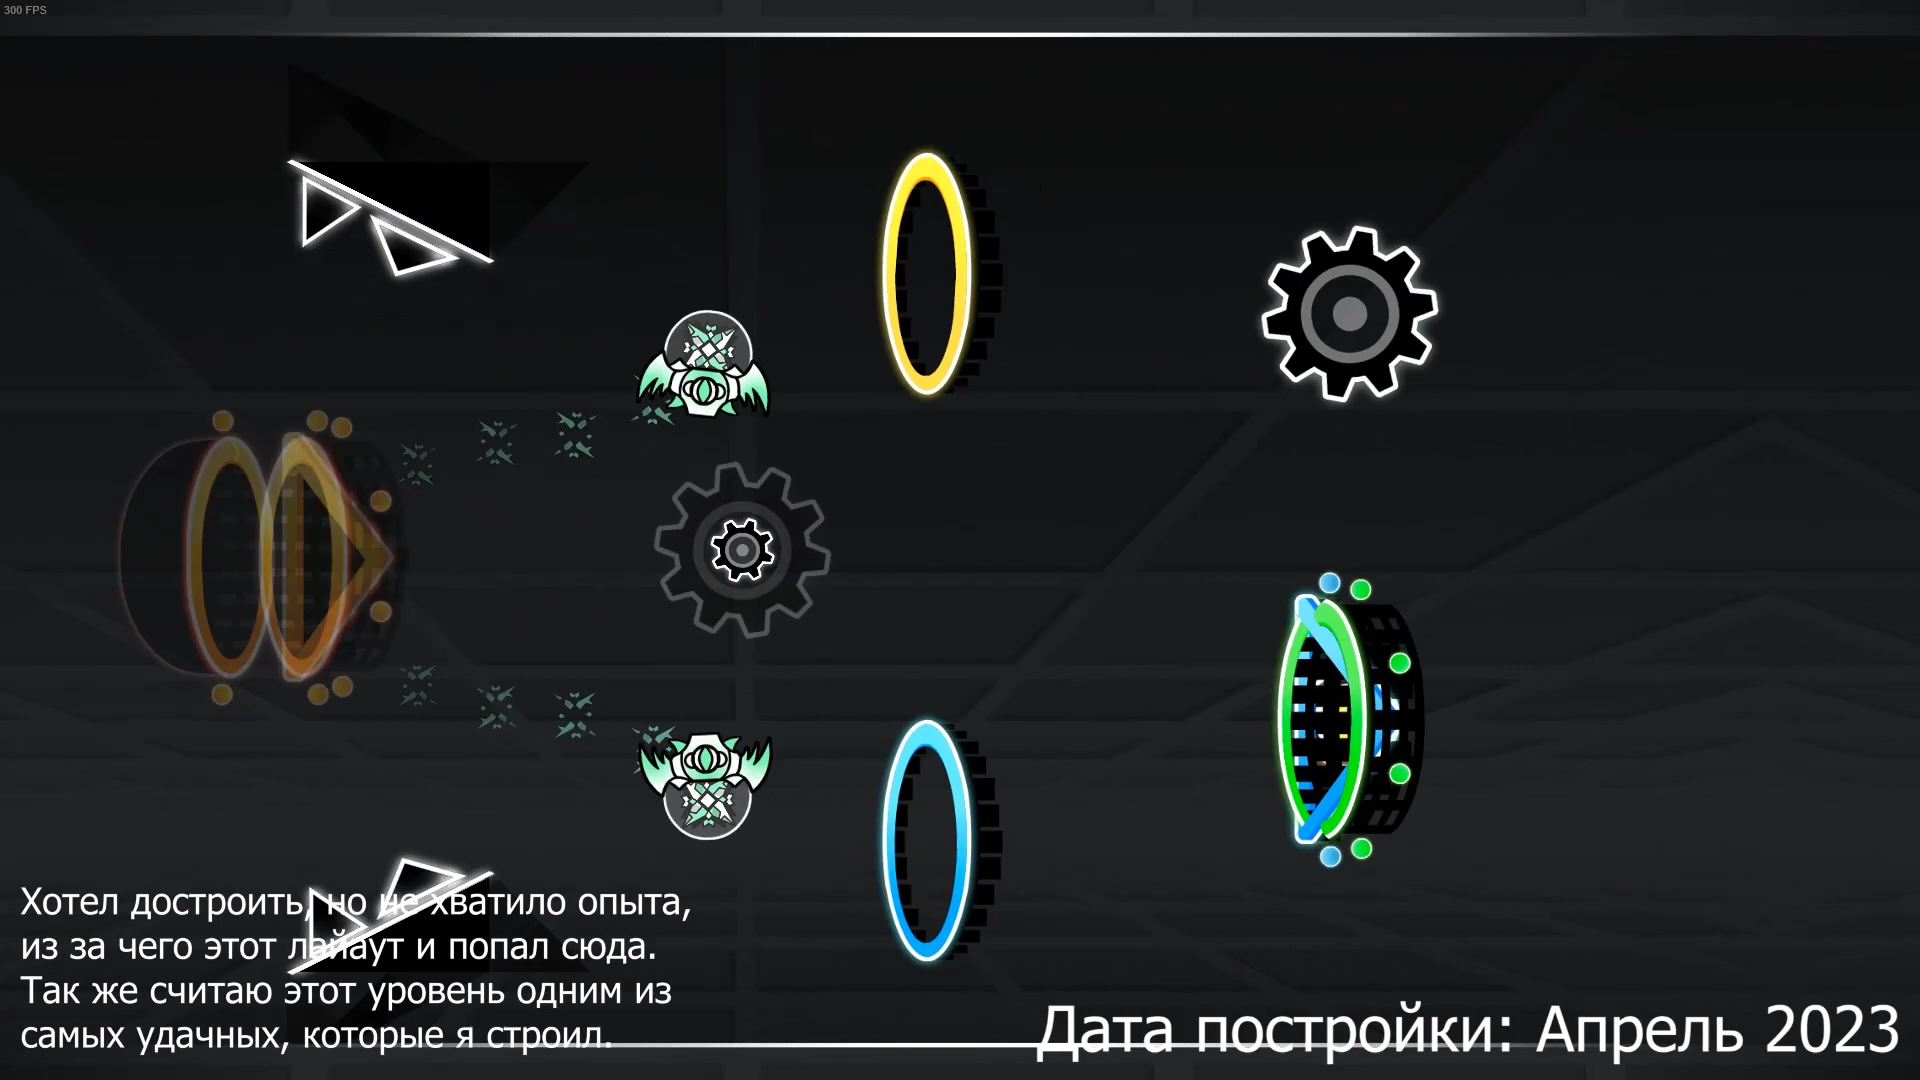 300 FPS
Хотел достроить, но не хватило опыта,
из за чего этот лайаут и попал сюда.
Так же считаю этот уровень одним из
самых удачных, которые я строил.
Дата постройки: Апрель 2023